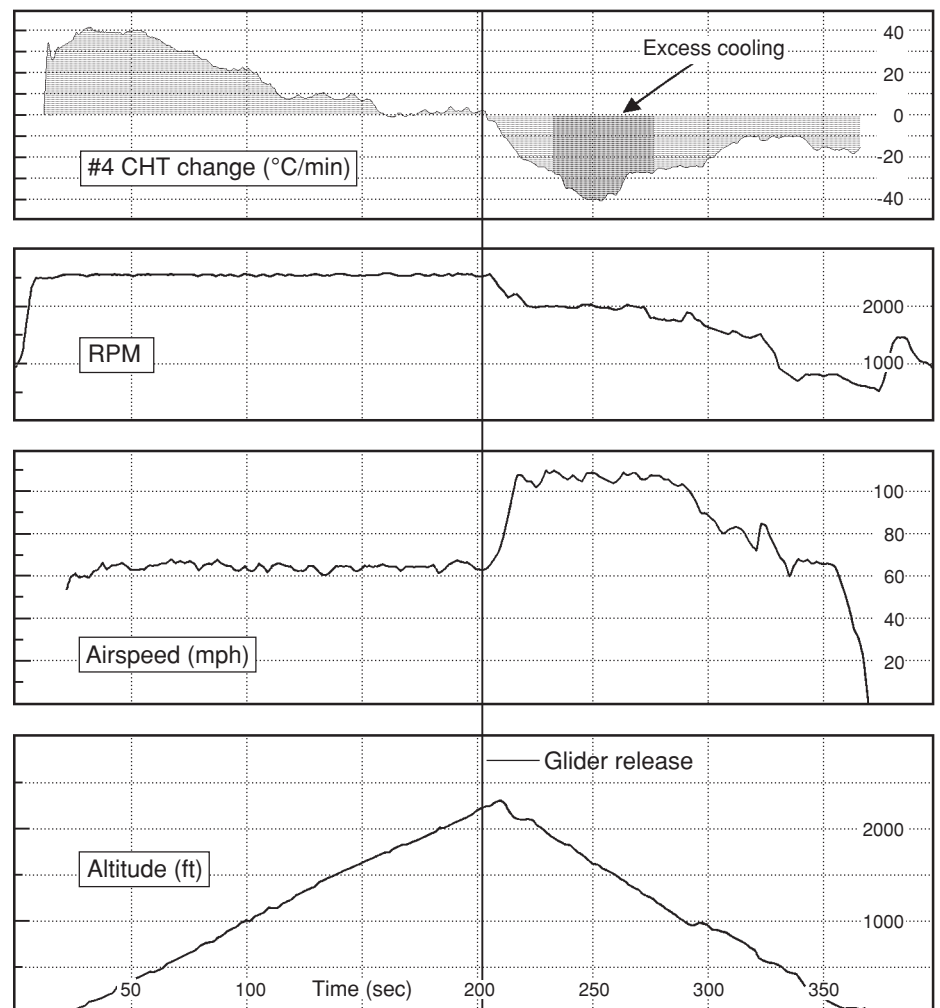 40
Excess cooling
20
0
#4 CHT change (°C/min)
-20
-40
2000
RPM
1000
100
80
60
40
Airspeed (mph)
20
Glider release
2000
Altitude (ft)
1000
50 100 Time (sec) 200 250 300 350